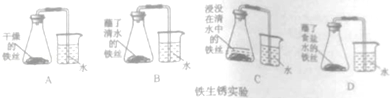 干燥
的
铁丝
水
A
蘸了
清水
的
铁丝
水
B
浸没
在清
水中
的
铁丝
水
C
蘸了
食盐
水的
铁丝
水
D
铁生锈实验